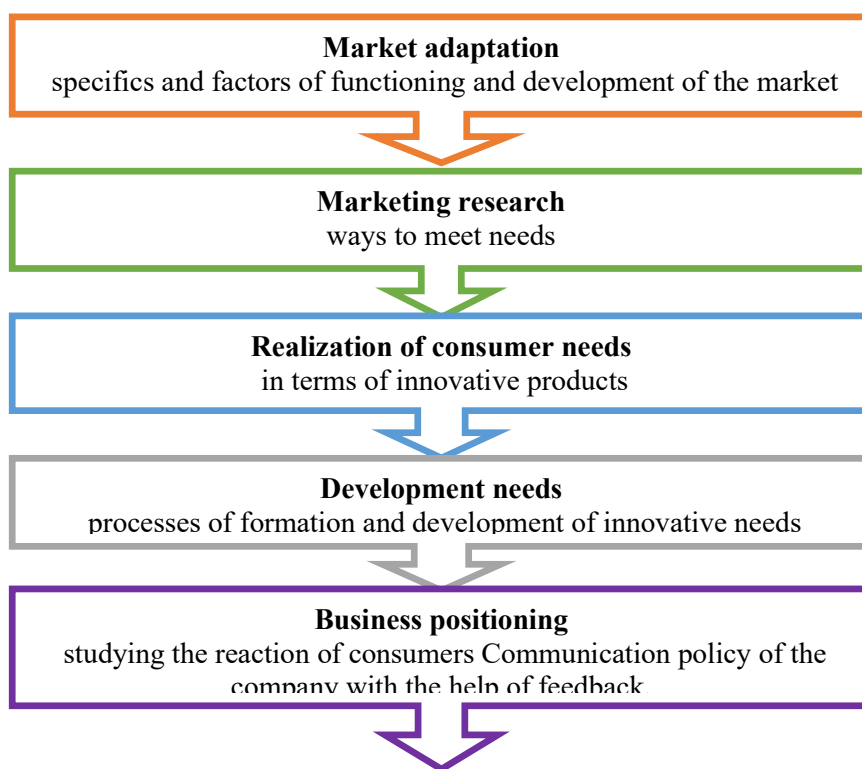 Market adaptation
specifics and factors of functioning and development of the market
Marketing research
ways to meet needs
Realization of consumer needs
in terms of innovative products
Development needs
processes of formation and development of innovative needs
Business positioning
studying the reaction of consumers Communication policy of the
company with the help of feedback.